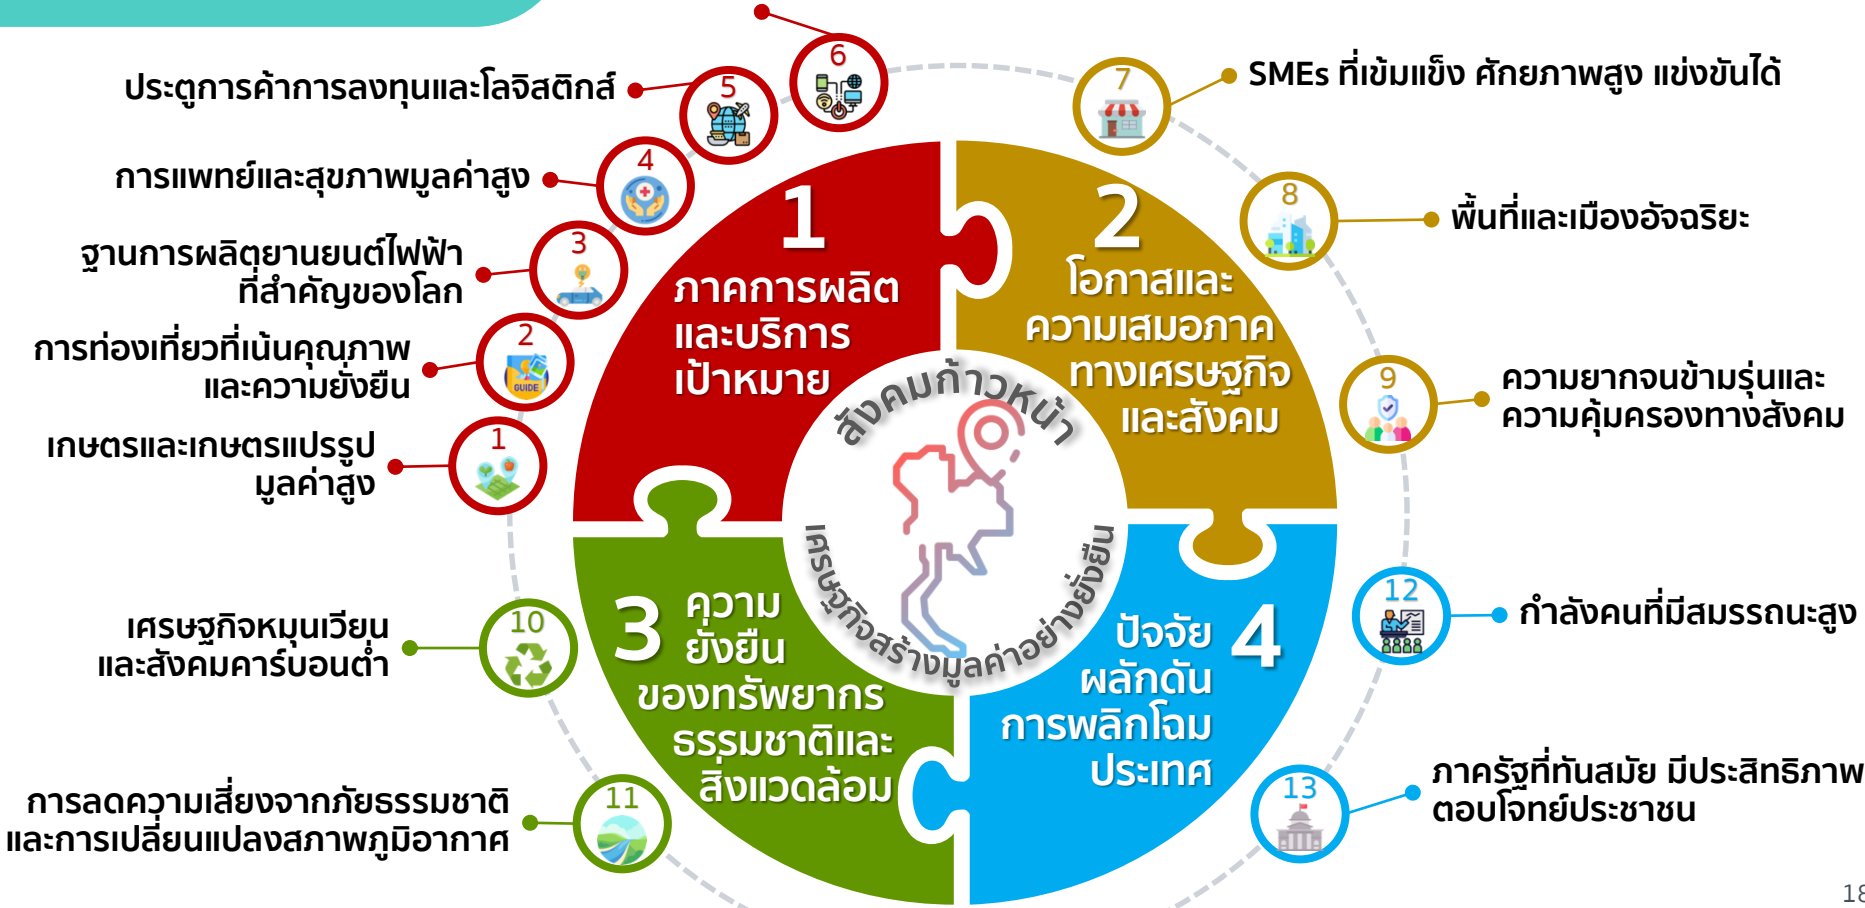 6
ประตูการค้าการลงทุนและโลจิสติกส์
5
การแพทย์และสุขภาพมูลค่าสูง
4
ฐานการผลิตยานยนต์ไฟฟ้า
ที่สำคัญของโลก
3
การท่องเที่ยวที่เน้นคุณภาพ
และความยั่งยืน
2
GUIDE
เกษตรและเกษตรแปรรูป
มูลค่าสูง
1
1
ภาคการผลิต
และบริการ
เป้าหมาย
2
โอกาสและ
ความเสมอภาค
ทางเศรษฐกิจ
และสังคม
7
SMEs ที่เข้มแข็ง ศักยภาพสูง แข่งขันได้
8
พื้นที่และเมืองอัจฉริยะ
9
ความยากจนข้ามรุ่นและ
ความคุ้มครองทางสังคม
สังคมก้าวหน้า
เศรษฐกิจสร้างมูลค่าอย่างยั่งยืน
3
ความ
ยั่งยืน
ของทรัพยากร
ธรรมชาติและ
สิ่งแวดล้อม
10
เศรษฐกิจหมุนเวียน
และสังคมคาร์บอนต่ำ
11
การลดความเสี่ยงจากภัยธรรมชาติ
และการเปลี่ยนแปลงสภาพภูมิอากาศ
4
ปัจจัย
ผลักดัน
การพลิกโฉม
ประเทศ
12
กำลังคนที่มีสมรรถนะสูง
13
ภาครัฐที่ทันสมัย มีประสิทธิภาพ
ตอบโจทย์ประชาชน
18